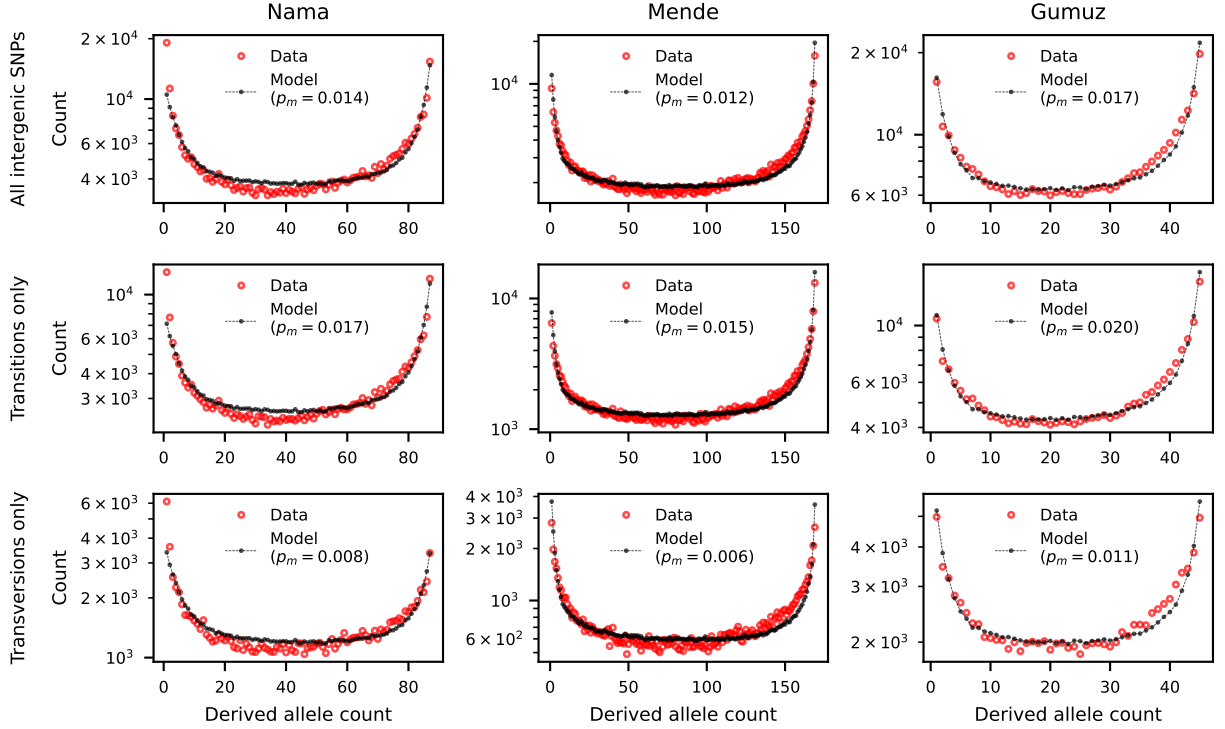 Nama
Mende
Gumuz
All intergenic SNPs
Count
2 × 10⁴
10⁴
6 × 10³
4 × 10³
Data
Model
(pₘ = 0.014)
0 20 40 60 80
10⁴
Data
Model
(pₘ = 0.012)
0 50 100 150
2 × 10⁴
10⁴
6 × 10³
Data
Model
(pₘ = 0.017)
0 10 20 30 40
Transitions only
Count
10⁴
6 × 10³
4 × 10³
3 × 10³
Data
Model
(pₘ = 0.017)
0 20 40 60 80
10⁴
10³
Data
Model
(pₘ = 0.015)
0 50 100 150
10⁴
6 × 10³
4 × 10³
Data
Model
(pₘ = 0.020)
0 10 20 30 40
Transversions only
Count
6 × 10³
4 × 10³
3 × 10³
2 × 10³
10³
Data
Model
(pₘ = 0.008)
0 20 40 60 80
Derived allele count
4 × 10³
3 × 10³
2 × 10³
10³
6 × 10²
Data
Model
(pₘ = 0.006)
0 50 100 150
Derived allele count
4 × 10³
3 × 10³
2 × 10³
Data
Model
(pₘ = 0.011)
0 10 20 30 40
Derived allele count